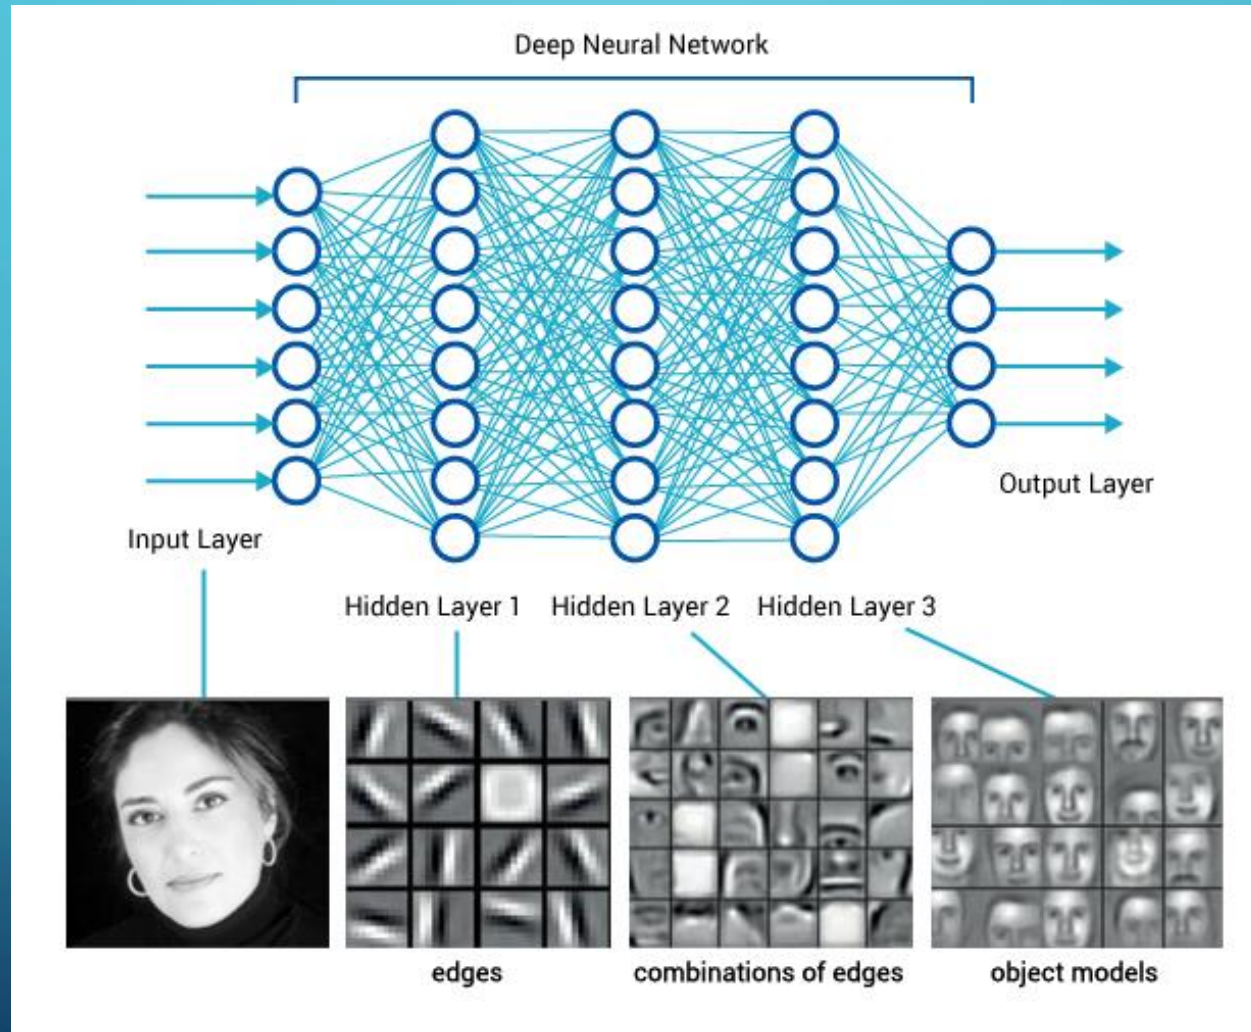 Deep Neural Network
Output Layer
Input Layer
Hidden Layer 1
Hidden Layer 2
Hidden Layer 3
edges
combinations of edges
object models